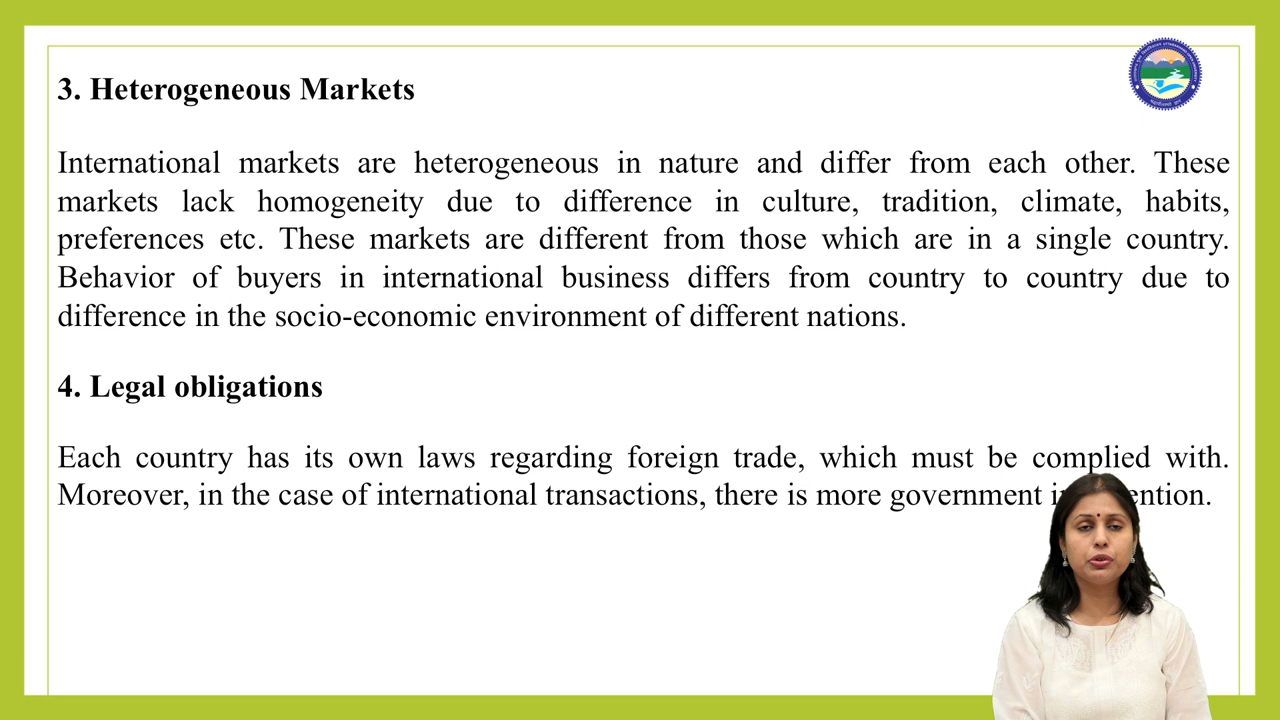 3. Heterogeneous Markets
International markets are heterogeneous in nature and differ from each other. These
markets lack homogeneity due to difference in culture, tradition, climate, habits,
preferences etc. These markets are different from those which are in a single country.
Behavior of buyers in international business differs from country to country due to
difference in the socio-economic environment of different nations.
4. Legal obligations
Each country has its own laws regarding foreign trade, which must be complied with.
Moreover, in the case of international transactions, there is more government